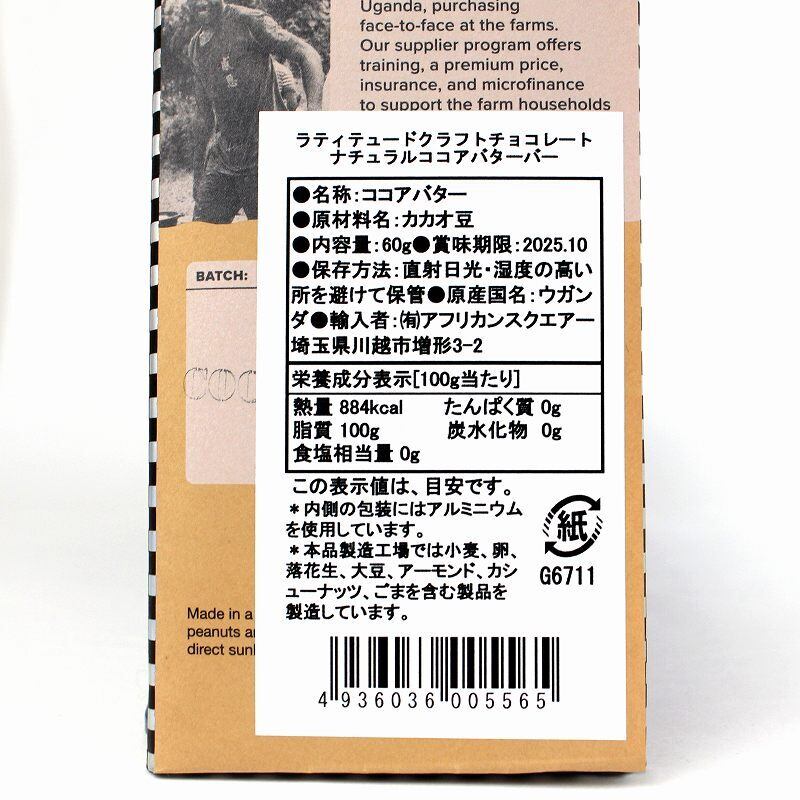 Uganda, purchasing
face-to-face at the farms.
Our supplier program offers
training, a premium price,
insurance, and microfinance
to support the farm households
ラティテュードクラフトチョコレート
ナチュラルココアバターバー
●名称:ココアバター
●原材料名:カカオ豆
●内容量:60g●賞味期限:2025.10
●保存方法:直射日光・湿度の高い
所を避けて保管●原産国名:ウガン
ダ●輸入者:㈲アフリカンスクエアー
埼玉県川越市増形3-2
栄養成分表示[100g当たり]
熱量 884kcal たんぱく質 0g
脂質 100g 炭水化物 0g
食塩相当量 0g
この表示値は、目安です。
*内側の包装にはアルミニウム
を使用しています。
*本品製造工場では小麦、卵、
落花生、大豆、アーモンド、カシ
ューナッツ、ごまを含む製品を
製造しています。
紙
G6711
BATCH:
COC
Made in a
peanuts
direct
4 936036 005565